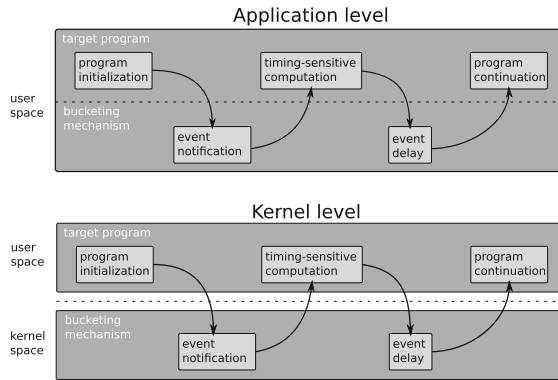 Application level
target program
program
initialization
timing-sensitive
computation
program
continuation
user
space
bucketing
mechanism
event
notification
event
delay
Kernel level
user
space
target program
program
initialization
timing-sensitive
computation
program
continuation
kernel
space
bucketing
mechanism
event
notification
event
delay